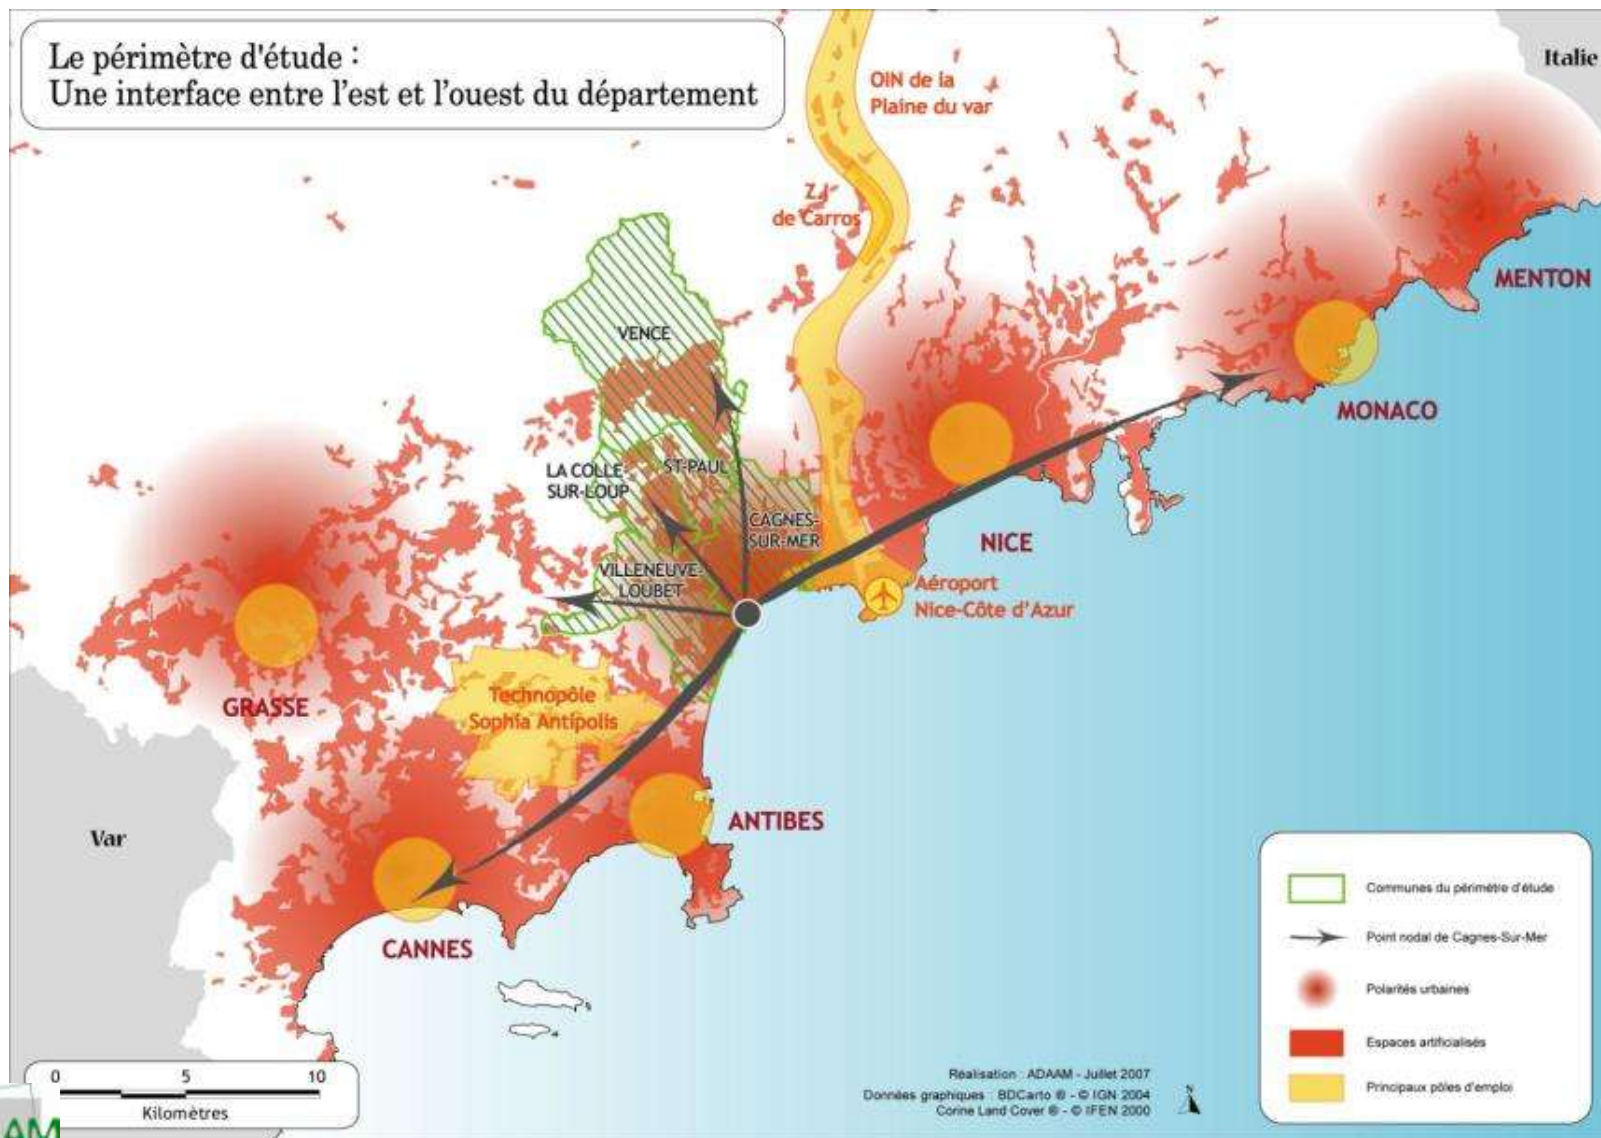 Le périmètre d'étude :
Une interface entre l'est et l'ouest du département
Italie
OIN de la
Plaine du var
Z.I
de Carros
MENTON
VENCE
MONACO
LA COLLE-
SUR-LOUP
ST-PAUL
CAGNES-
SUR-MER
NICE
VILLENEUVE-
LOUBET
Aéroport
Nice-Côte d'Azur
GRASSE
Technopôle
Sophia Antipolis
ANTIBES
Var
CANNES
Communes du périmètre d'étude
Point nodal de Cagnes-Sur-Mer
Polarités urbaines
Espaces artificialisés
Principaux pôles d'emploi
0 5 10
Kilomètres
Réalisation : ADAAM - Juillet 2007
Données graphiques : BDCarto ® - © IGN 2004
Corine Land Cover ® - © IFEN 2000
N
AM